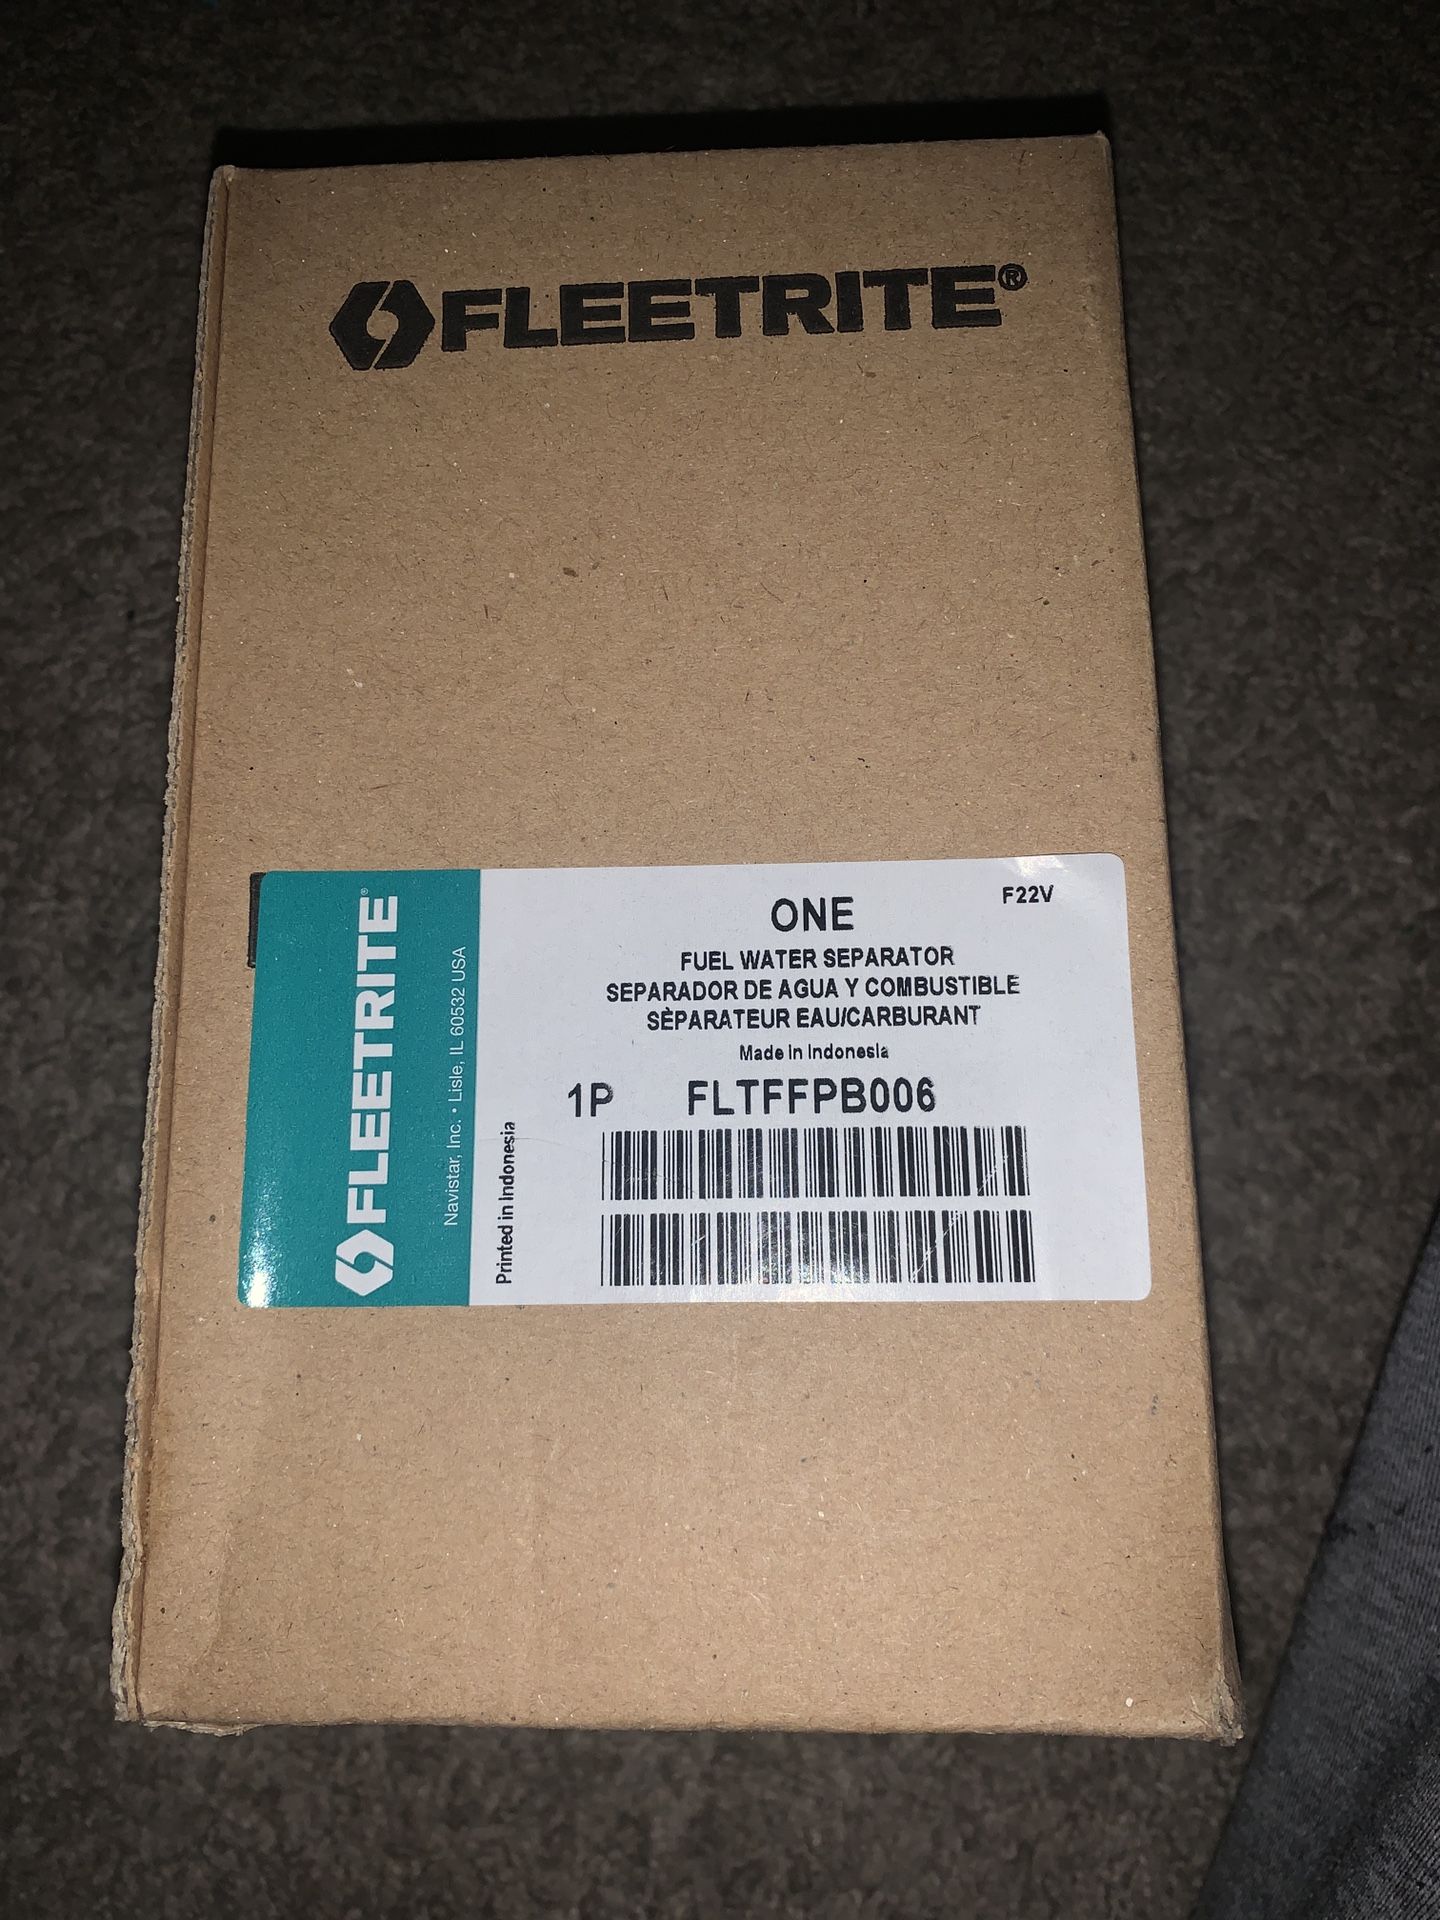 FLEETRITE®
FLEETRITE®
Navistar, Inc. • Lisle, IL 60532 USA
Printed in Indonesia
F22V
ONE
FUEL WATER SEPARATOR
SEPARADOR DE AGUA Y COMBUSTIBLE
SÈPARATEUR EAU/CARBURANT
Made in Indonesia
1P FLTFFPB006